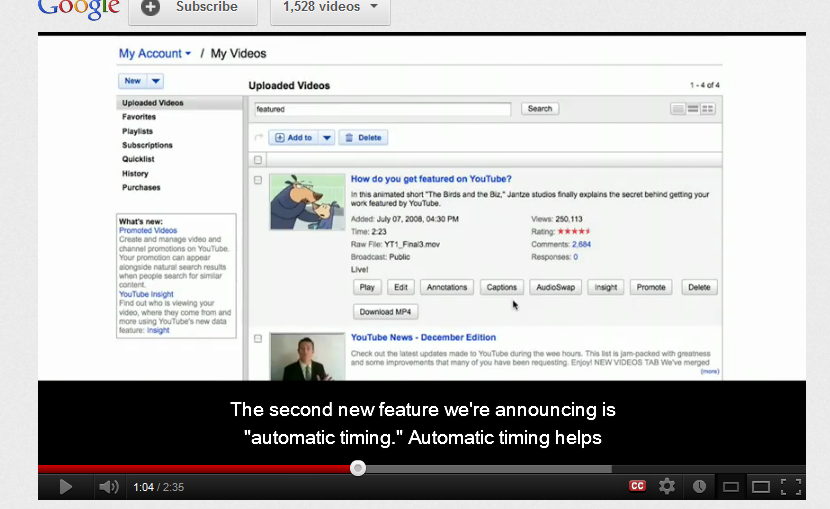 Google
Subscribe
1,528 videos
My Account / My Videos
New
Uploaded Videos
Favorites
Playlists
Subscriptions
Quicklist
History
Purchases
What's new:
Promoted Videos
Create and manage video and
channel promotions on YouTube.
Your promotion can appear
alongside natural search results
when people search for similar
content.
YouTube Insight
Find out who is viewing your
video, where they come from and
more using YouTube's new data
feature: Insight
Uploaded Videos
1 - 4 of 4
featured
Search
Add to
Delete
How do you get featured on YouTube?
In this animated short "The Birds and the Biz," Jantze studios finally explains the secret behind getting your
work featured by YouTube.
Added: July 07, 2008, 04:30 PM
Time: 2:23
Raw File: YT1_Final3.mov
Broadcast: Public
Live!
Views: 250,113
Rating:
Comments: 2,684
Responses: 0
Play
Edit
Annotations
Captions
AudioSwap
Insight
Promote
Delete
Download MP4
YouTube News - December Edition
Check out the latest updates made to YouTube during the wee hours. This list is jam-packed with greatness
and some improvements that many of you have been requesting. Enjoy! NEW VIDEOS TAB We've merged
(more)
The second new feature we're announcing is
"automatic timing." Automatic timing helps
1:04 / 2:35
CC